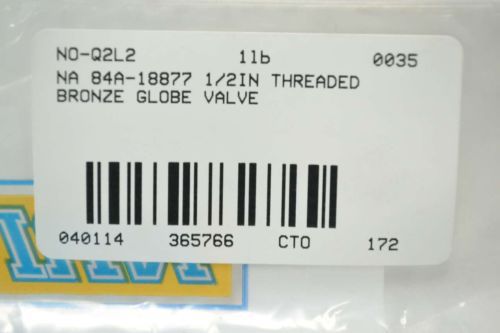 NO-Q2L2 1lb 0035
NA 84A-18877 1/2IN THREADED
BRONZE GLOBE VALVE
040114 365766 CTO 172